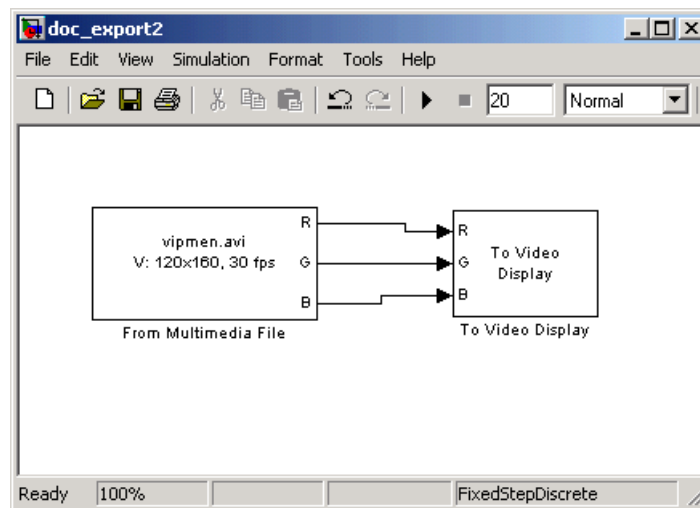 doc_export2
File Edit View Simulation Format Tools Help
20 Normal
R R
vipmen.avi
V: 120x160, 30 fps G G To Video
Display
B B
From Multimedia File To Video Display
Ready 100% FixedStepDiscrete